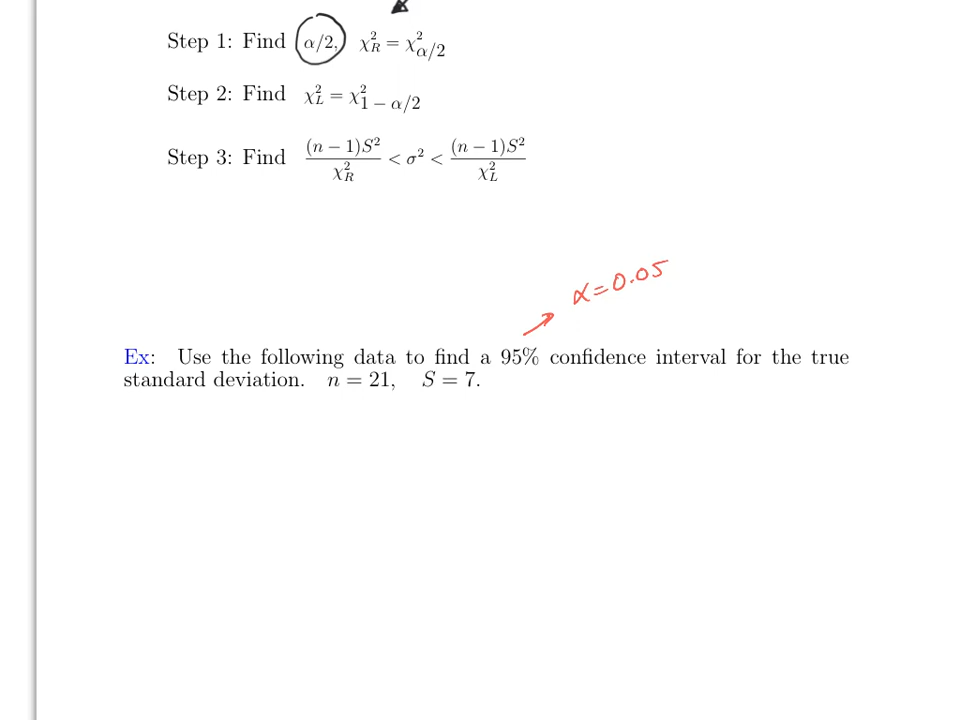 Step 1: Find α/2, χ²_R = χ²_α/2
Step 2: Find χ²_L = χ²_1 − α/2
Step 3: Find (n − 1)S²/χ²_R < σ² < (n − 1)S²/χ²_L
α=0.05
Ex: Use the following data to find a 95% confidence interval for the true
standard deviation. n = 21, S = 7.